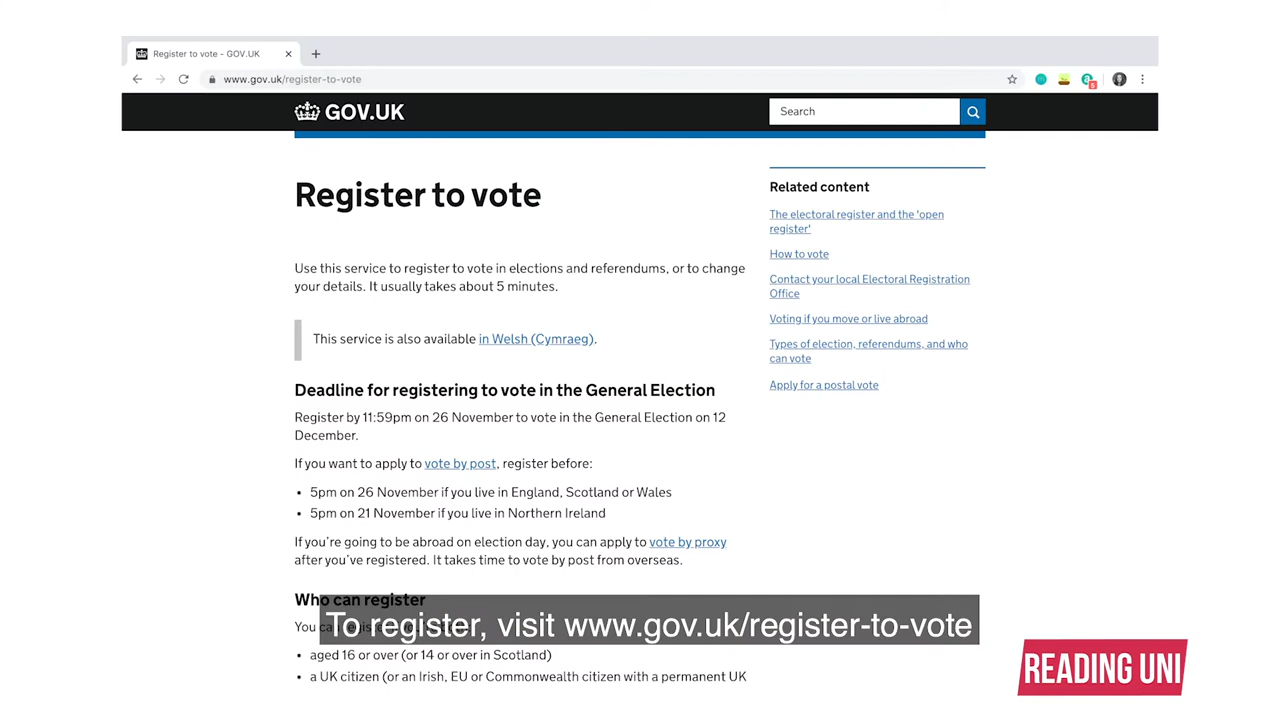 Register to vote - GOV.UK
www.gov.uk/register-to-vote
GOV.UK
Search
Register to vote
Use this service to register to vote in elections and referendums, or to change
your details. It usually takes about 5 minutes.
This service is also available in Welsh (Cymraeg).
Deadline for registering to vote in the General Election
Register by 11:59pm on 26 November to vote in the General Election on 12
December.
If you want to apply to vote by post, register before:
• 5pm on 26 November if you live in England, Scotland or Wales
• 5pm on 21 November if you live in Northern Ireland
If you're going to be abroad on election day, you can apply to vote by proxy
after you've registered. It takes time to vote by post from overseas.
Who can register
You
To register, visit www.gov.uk/register-to-vote
• aged 16 or over (or 14 or over in Scotland)
• a UK citizen (or an Irish, EU or Commonwealth citizen with a permanent UK
Related content
The electoral register and the 'open
register'
How to vote
Contact your local Electoral Registration
Office
Voting if you move or live abroad
Types of election, referendums, and who
can vote
Apply for a postal vote
READING UNI